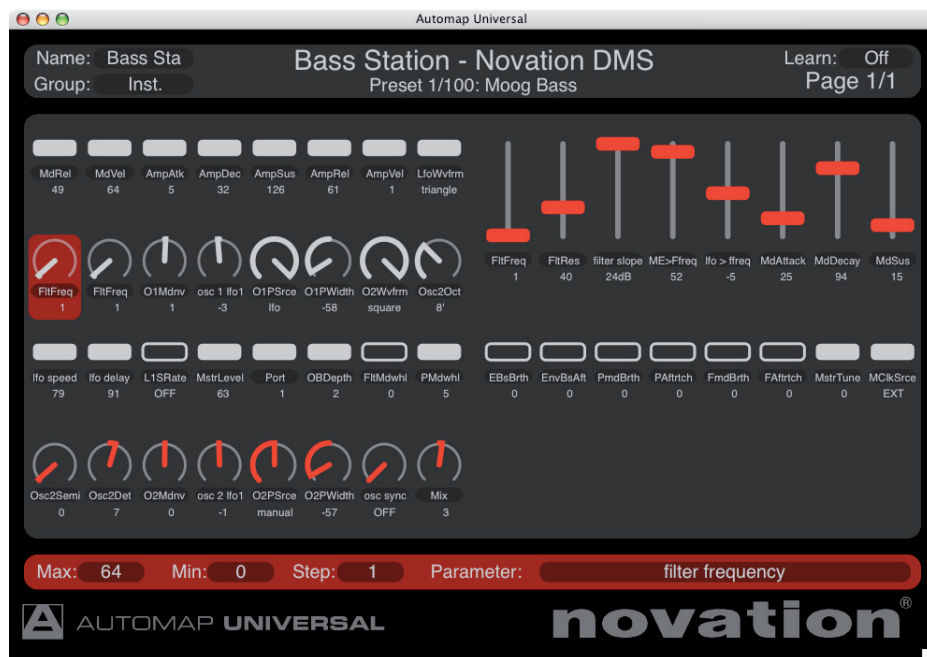 Automap Universal
Name: Bass Sta
Bass Station - Novation DMS
Learn: Off
Group: Inst.
Preset 1/100: Moog Bass
Page 1/1
MdRel MdVel AmpAtk AmpDec AmpSus AmpRel AmpVel LfoWvfrm
49 64 5 32 126 61 1 triangle
FltFreq FltRes filter slope ME>Ffreq lfo > ffreq MdAttack MdDecay MdSus
1 40 24dB 52 -5 25 94 15
FltFreq FltFreq O1Mdnv osc 1 lfo1 O1PSrce O1PWidth O2Wvfrm Osc2Oct
1 1 1 -3 lfo -58 square 8'
lfo speed lfo delay L1SRate MstrLevel Port OBDepth FltMdwhl PMdwhl
79 91 OFF 63 1 2 0 5
EBsBrth EnvBsAft PmdBrth PAftrtch FmdBrth FAftrtch MstrTune MClkSrce
0 0 0 0 0 0 0 EXT
Osc2Semi Osc2Det O2Mdnv osc 2 lfo1 O2PSrce O2PWidth osc sync Mix
0 7 0 -1 manual -57 OFF 3
Max: 64 Min: 0 Step: 1 Parameter: filter frequency
A AUTOMAP UNIVERSAL
novation®